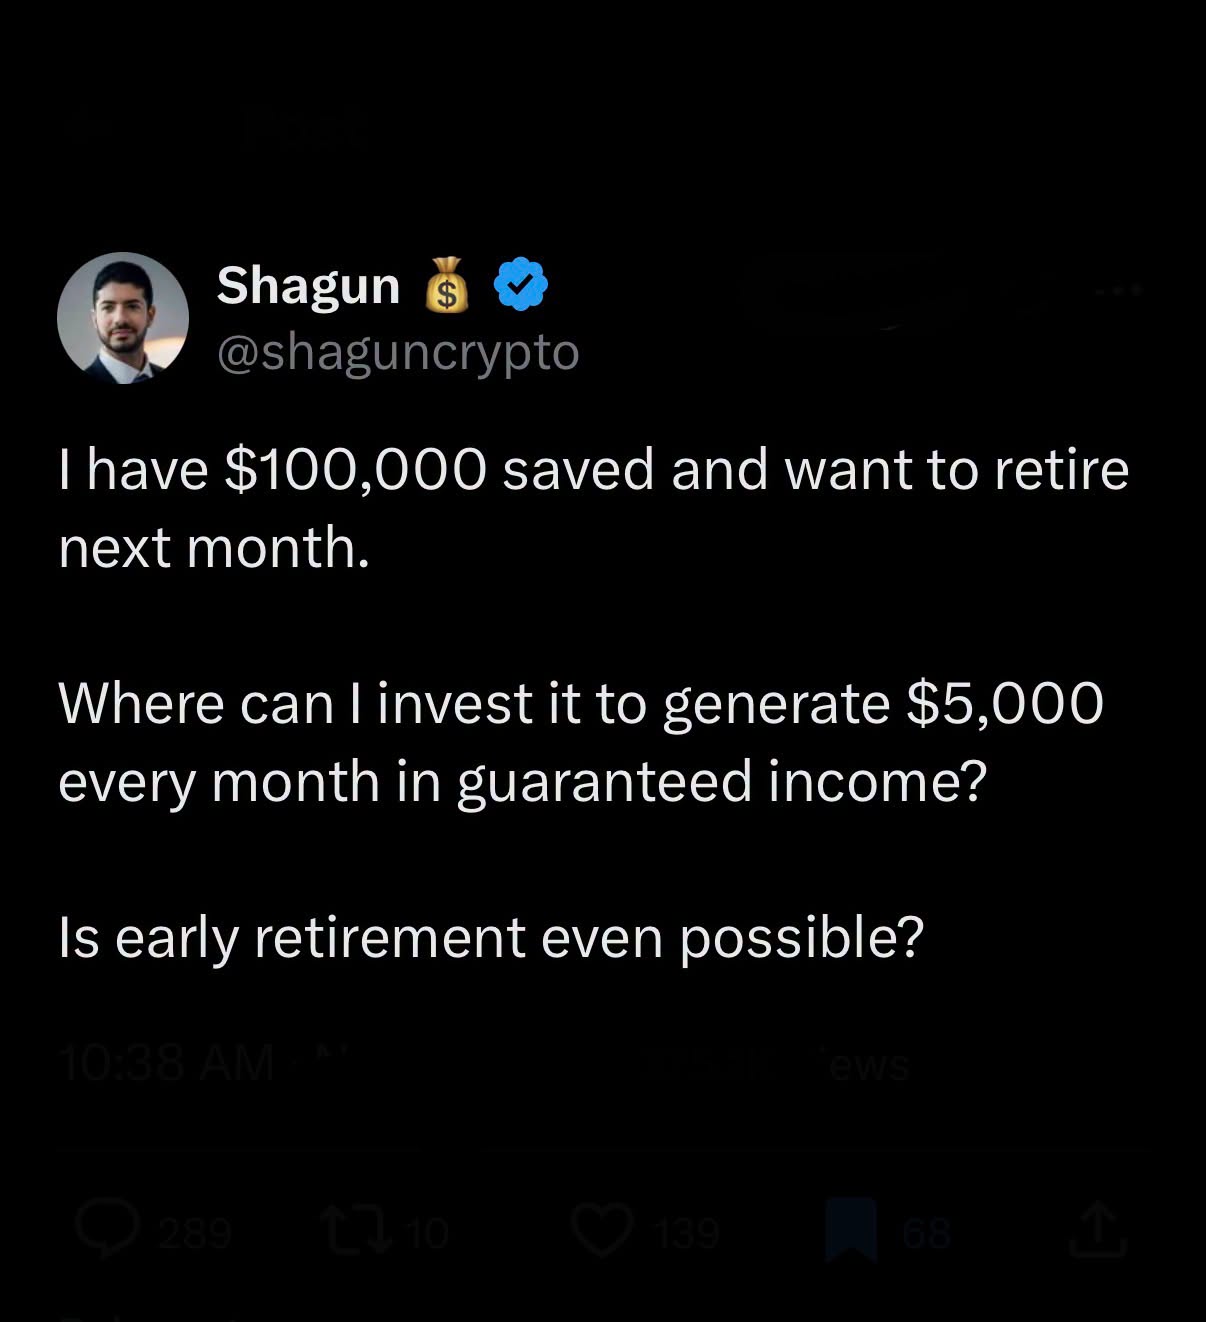 Post
Shagun 💰
@shaguncrypto
I have $100,000 saved and want to retire
next month.
Where can I invest it to generate $5,000
every month in guaranteed income?
Is early retirement even possible?
10:38 AM
289 10 139 68